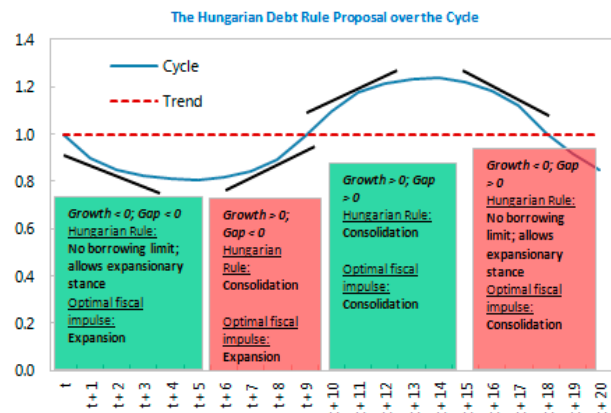 The Hungarian Debt Rule Proposal over the Cycle
1.4
1.2
1.0
0.8
0.6
0.4
0.2
0.0
Cycle
Trend
Growth < 0; Gap < 0
Hungarian Rule:
No borrowing limit;
allows expansionary
stance
Optimal fiscal
impulse:
Expansion
Growth > 0;
Gap < 0
Hungarian
Rule:
Consolidation
Optimal fiscal
impulse:
Expansion
Growth > 0; Gap
> 0
Hungarian Rule:
Consolidation
Optimal fiscal
impulse:
Consolidation
Growth < 0; Gap
> 0
Hungarian Rule:
No borrowing
limit; allows
expansionary
stance
Optimal fiscal
impulse:
Consolidation
t
t + 1
t + 2
t + 3
t + 4
t + 5
t + 6
t + 7
t + 8
t + 9
+ 10
+ 11
+ 12
+ 13
+ 14
+ 15
+ 16
+ 17
+ 18
+ 19
+ 20